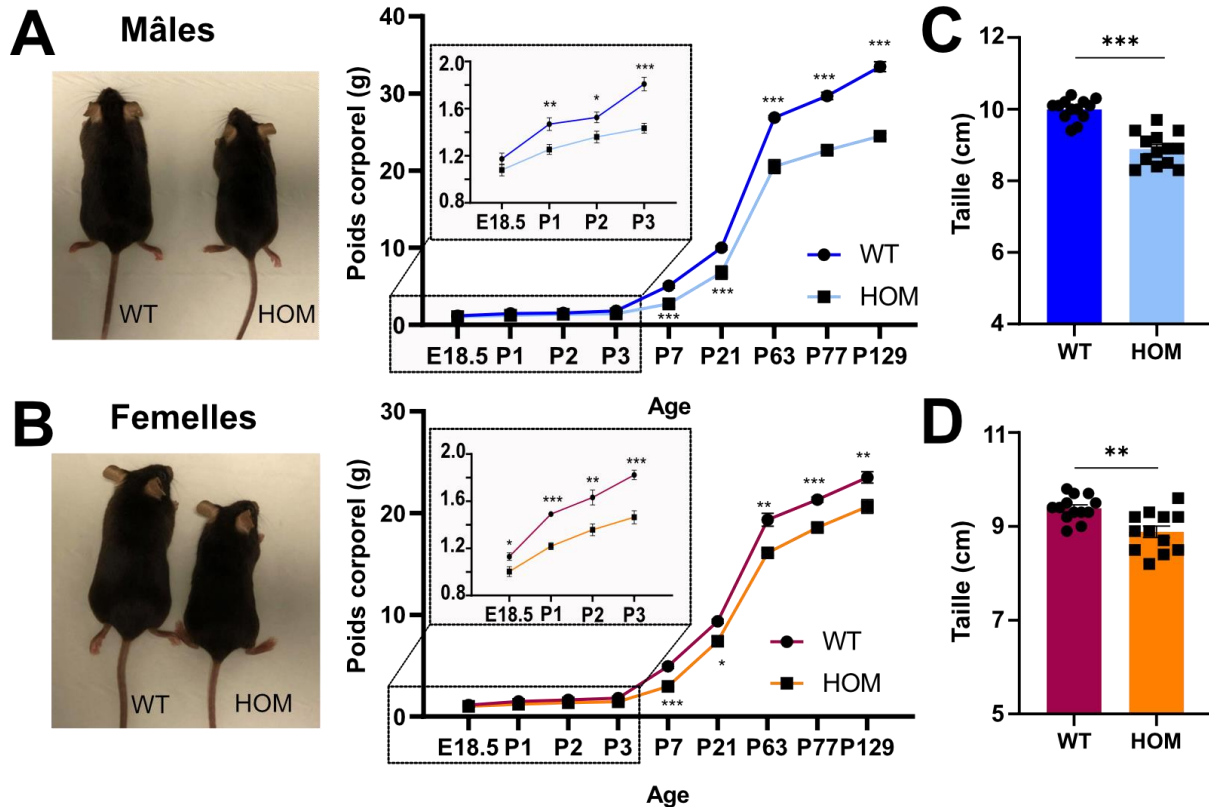 A
Mâles
WT
HOM
Poids corporel (g)
40
30
20
10
0
2.0
1.6
1.2
0.8
** * ***
E18.5 P1 P2 P3
*** *** *** *** ***
WT
HOM
E18.5 P1 P2 P3 P7 P21 P63 P77 P129
Age
C
Taille (cm)
12
10
8
6
4
***
WT HOM
B
Femelles
WT
HOM
Poids corporel (g)
30
20
10
0
2.0
1.6
1.2
0.8
* *** ** ***
E18.5 P1 P2 P3
*** * ** *** **
WT
HOM
E18.5 P1 P2 P3 P7 P21 P63 P77 P129
Age
D
Taille (cm)
11
9
7
5
**
WT HOM